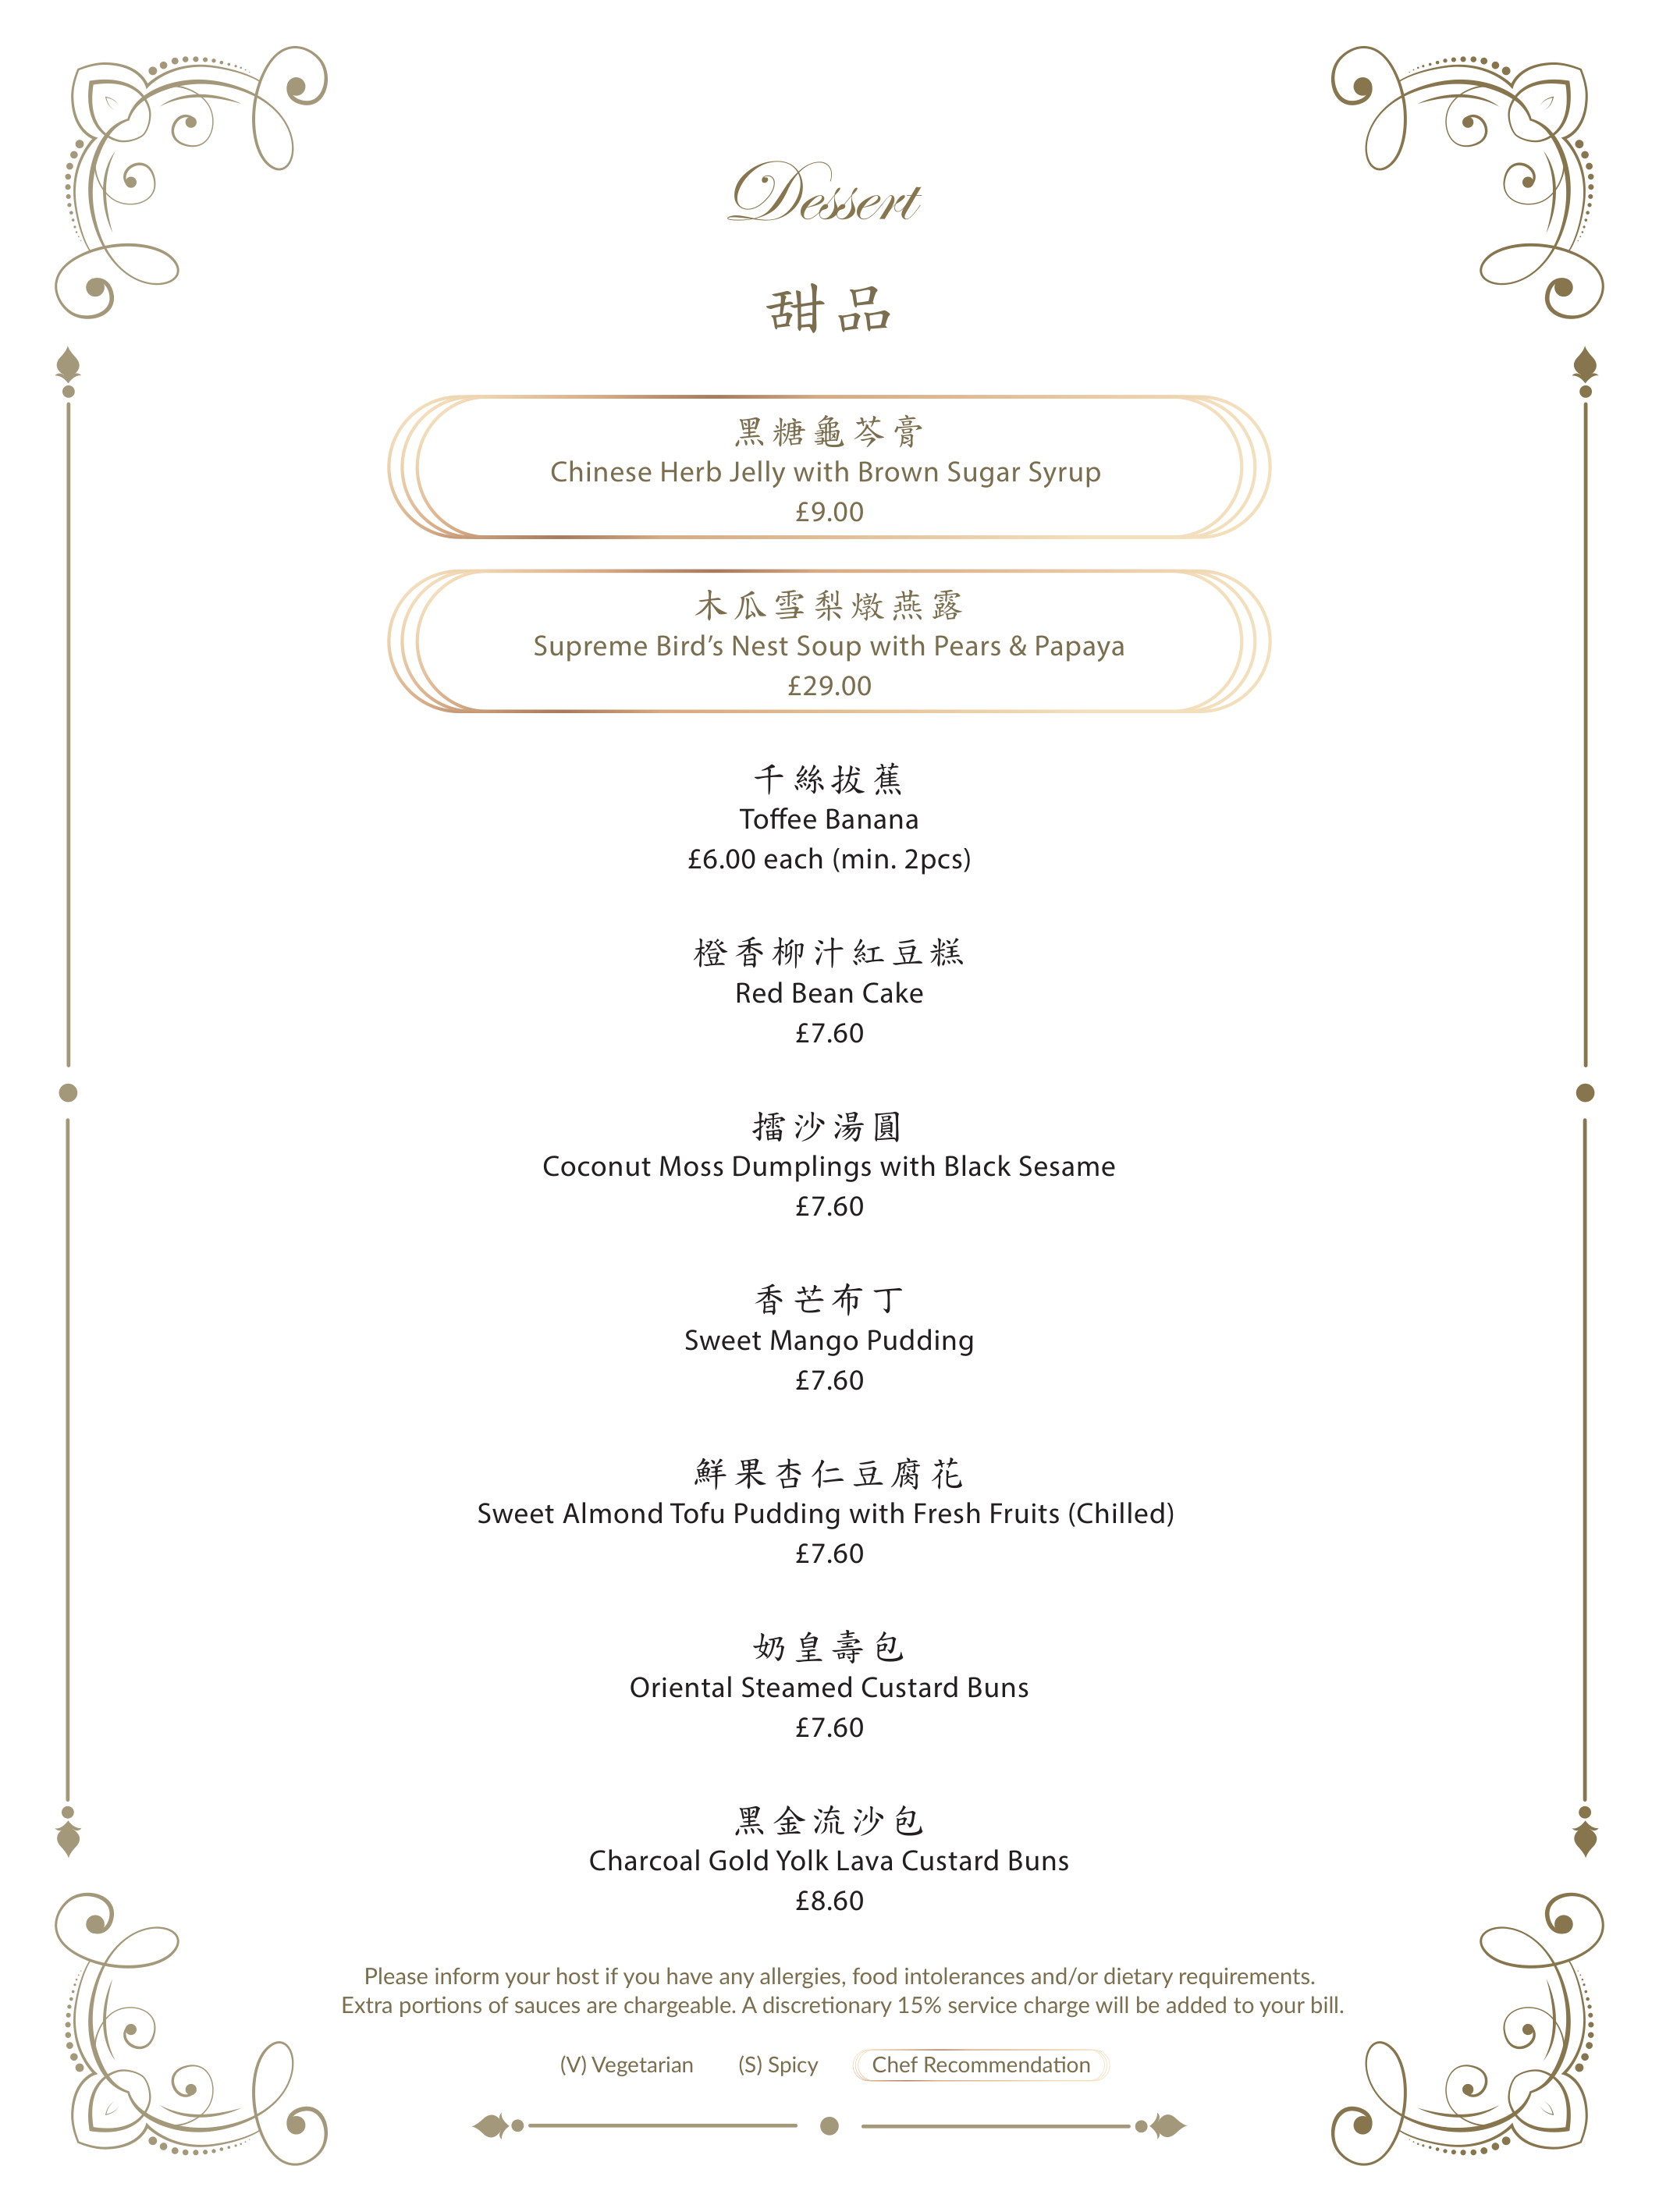 Dessert
甜品
黑糖龜苓膏
Chinese Herb Jelly with Brown Sugar Syrup
£9.00
木瓜雪梨燉燕露
Supreme Bird’s Nest Soup with Pears & Papaya
£29.00
千絲拔蕉
Toffee Banana
£6.00 each (min. 2pcs)
橙香柳汁紅豆糕
Red Bean Cake
£7.60
擂沙湯圓
Coconut Moss Dumplings with Black Sesame
£7.60
香芒布丁
Sweet Mango Pudding
£7.60
鮮果杏仁豆腐花
Sweet Almond Tofu Pudding with Fresh Fruits (Chilled)
£7.60
奶皇壽包
Oriental Steamed Custard Buns
£7.60
黑金流沙包
Charcoal Gold Yolk Lava Custard Buns
£8.60
Please inform your host if you have any allergies, food intolerances and/or dietary requirements.
Extra portions of sauces are chargeable. A discretionary 15% service charge will be added to your bill.
(V) Vegetarian (S) Spicy Chef Recommendation